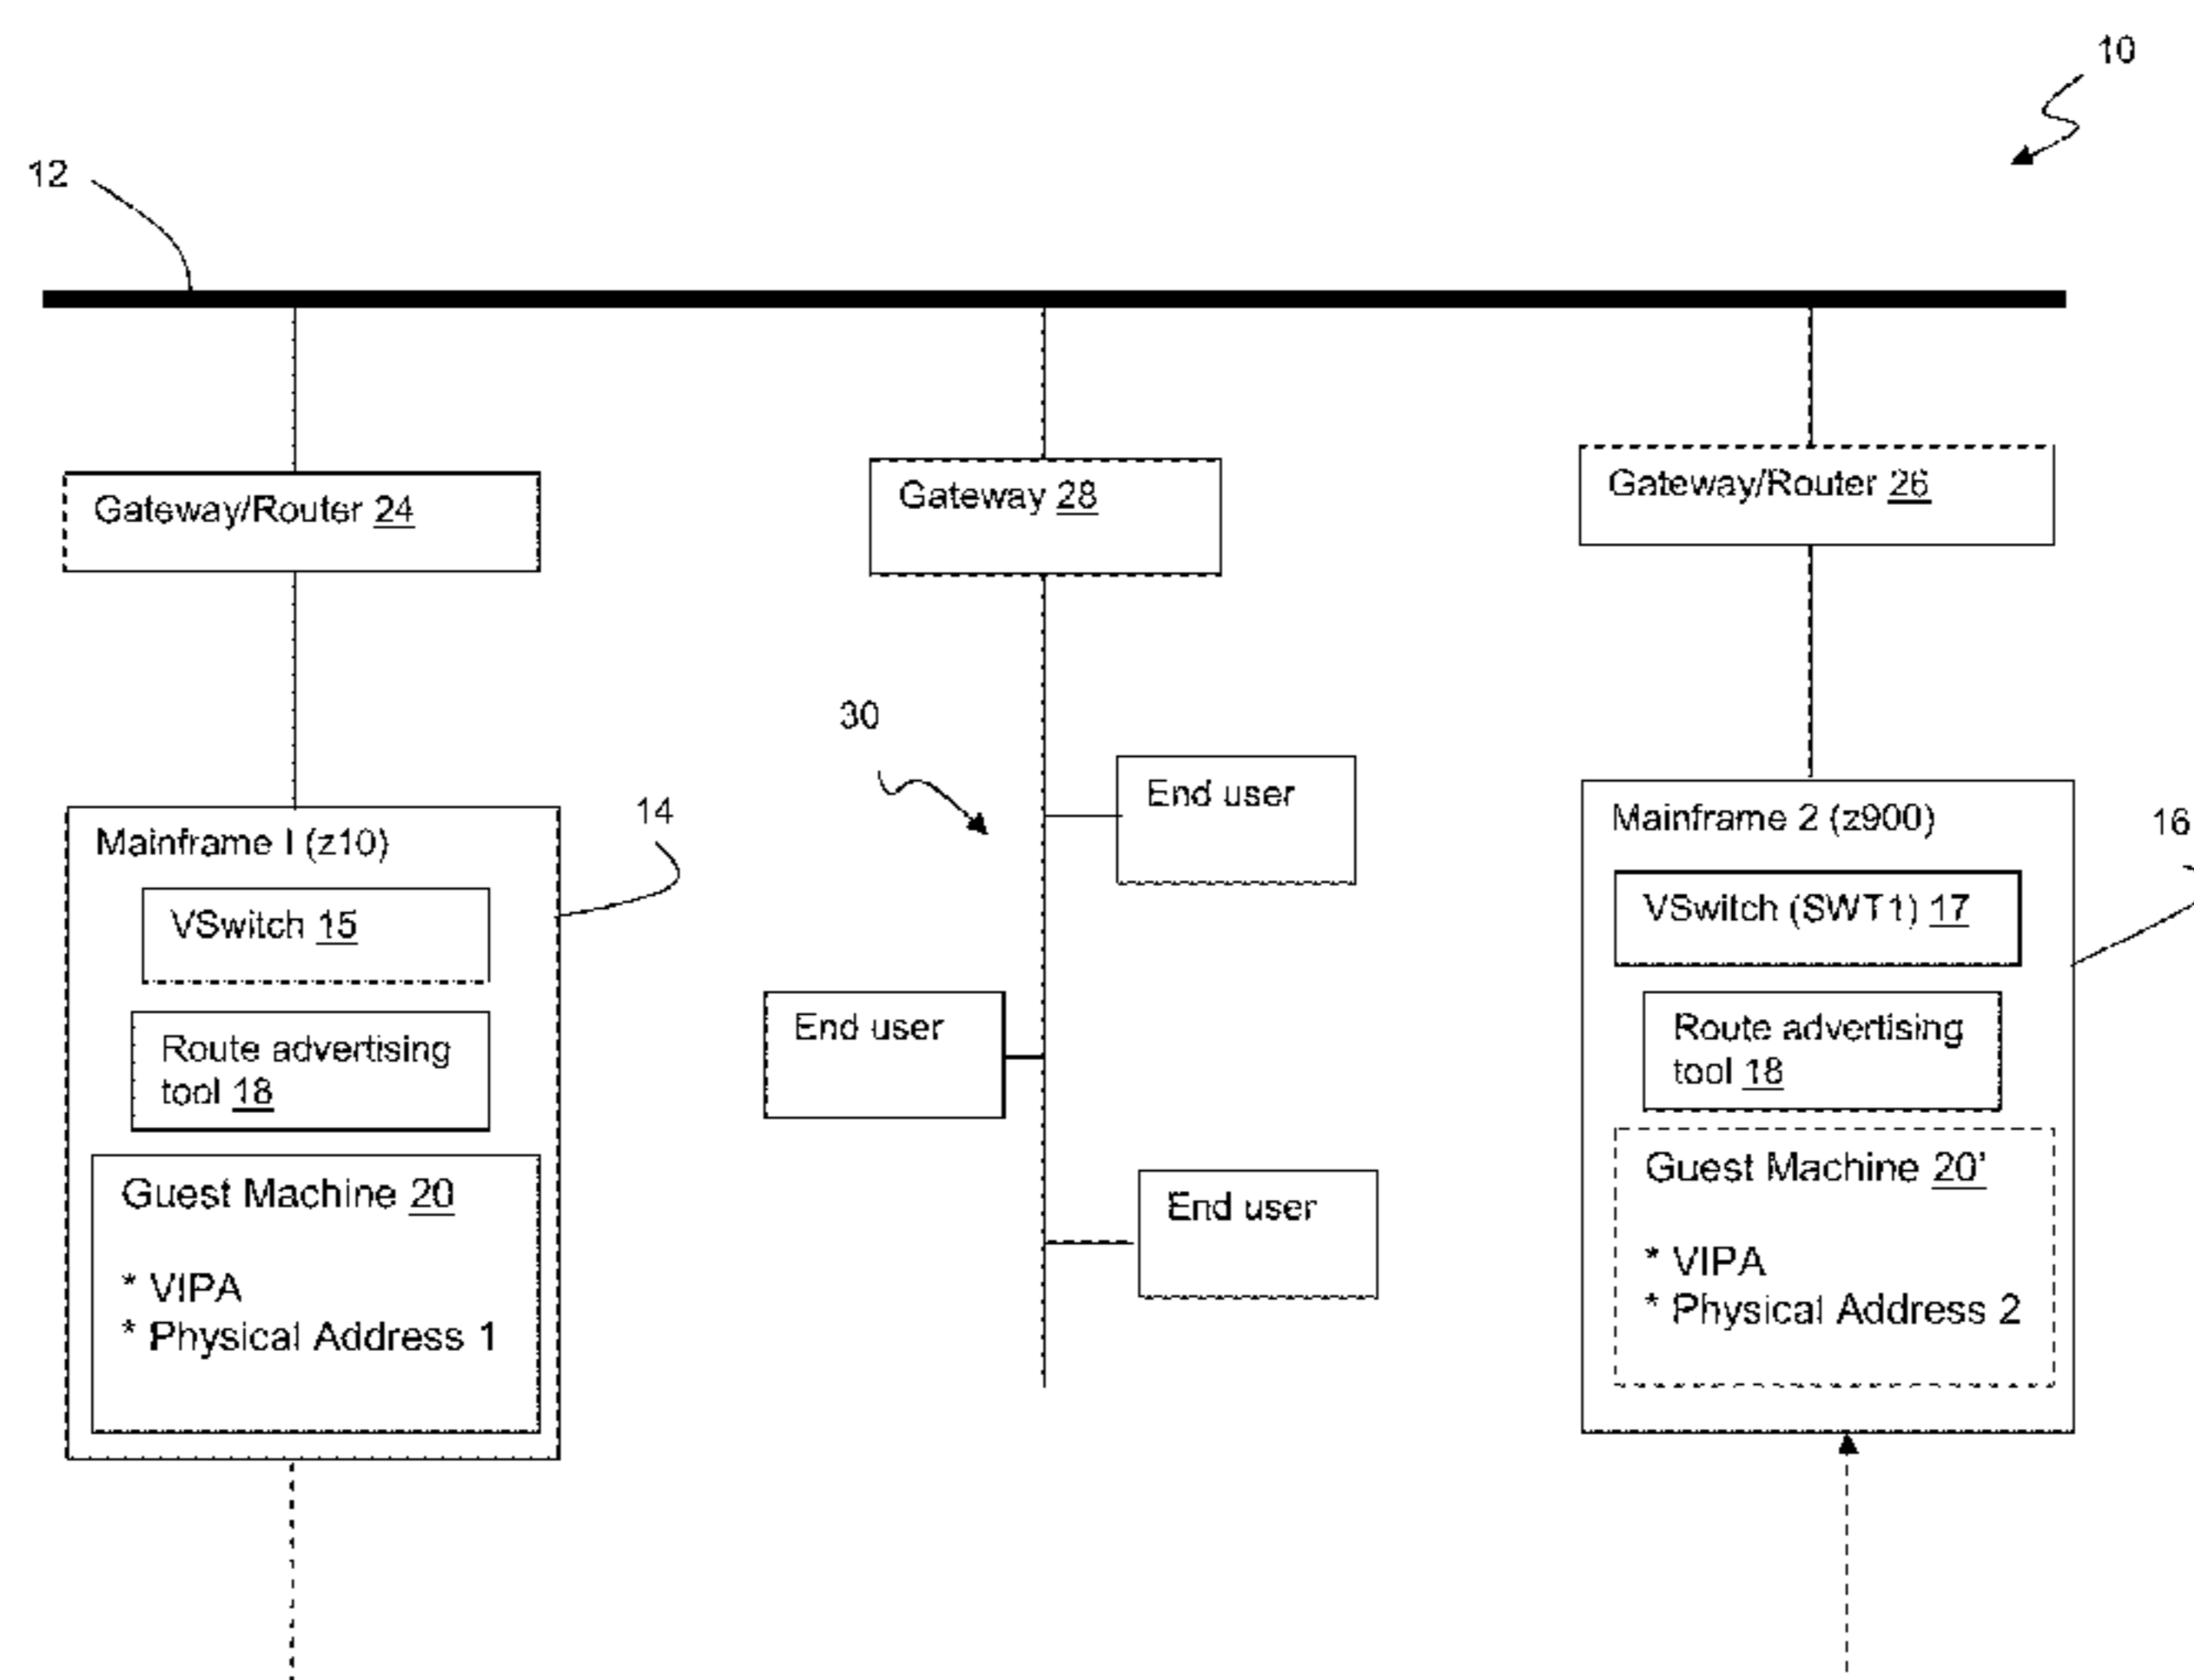 10
12
Gateway/Router 24
Gateway 28
Gateway/Router 26
30
End user
14
Mainframe I (z10)
VSwitch 15
Route advertising
tool 18
Guest Machine 20
* VIPA
* Physical Address 1
End user
End user
Mainframe 2 (z900)
16
VSwitch (SWT1) 17
Route advertising
tool 18
Guest Machine 20'
* VIPA
* Physical Address 2